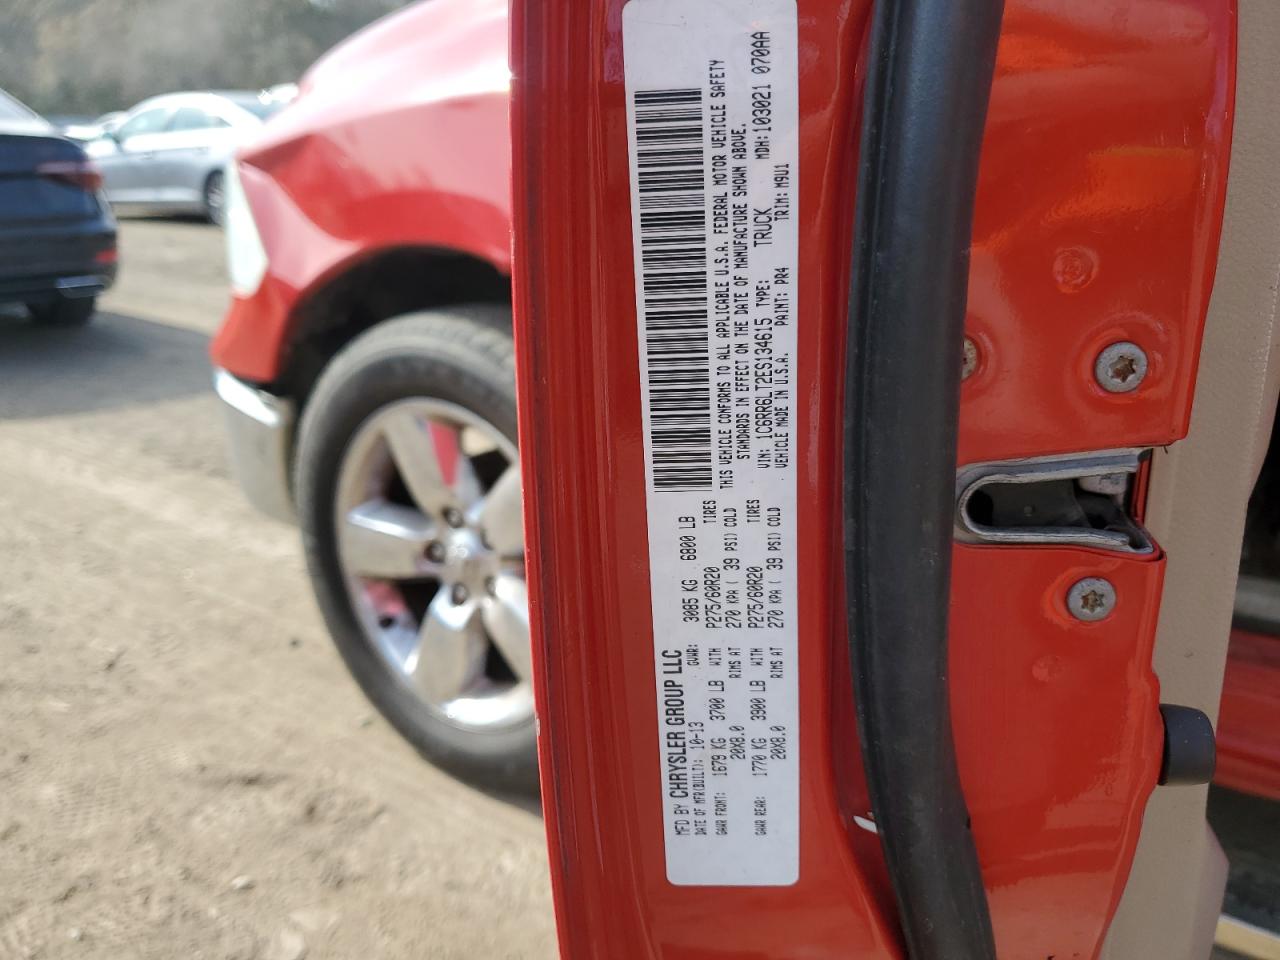 MFD BY CHRYSLER GROUP LLC
DATE OF MFR(BUILT): 10-13 GVWR: 3085 KG 6800 LB
GAWR FRONT: 1679 KG 3700 LB WITH P275/60R20 TIRES
20X8.0 RIMS AT 270 KPA ( 39 PSI) COLD
GAWR REAR: 1770 KG 3900 LB WITH P275/60R20 TIRES
20X8.0 RIMS AT 270 KPA ( 39 PSI) COLD
THIS VEHICLE CONFORMS TO ALL APPLICABLE U.S.A. FEDERAL MOTOR VEHICLE SAFETY
STANDARDS IN EFFECT ON THE DATE OF MANUFACTURE SHOWN ABOVE.
VIN: 1C6RR6LT2ES134615 TYPE: TRUCK MDH:103021 070AA
VEHICLE MADE IN U.S.A. PAINT: PR4 TRIM: M9U1